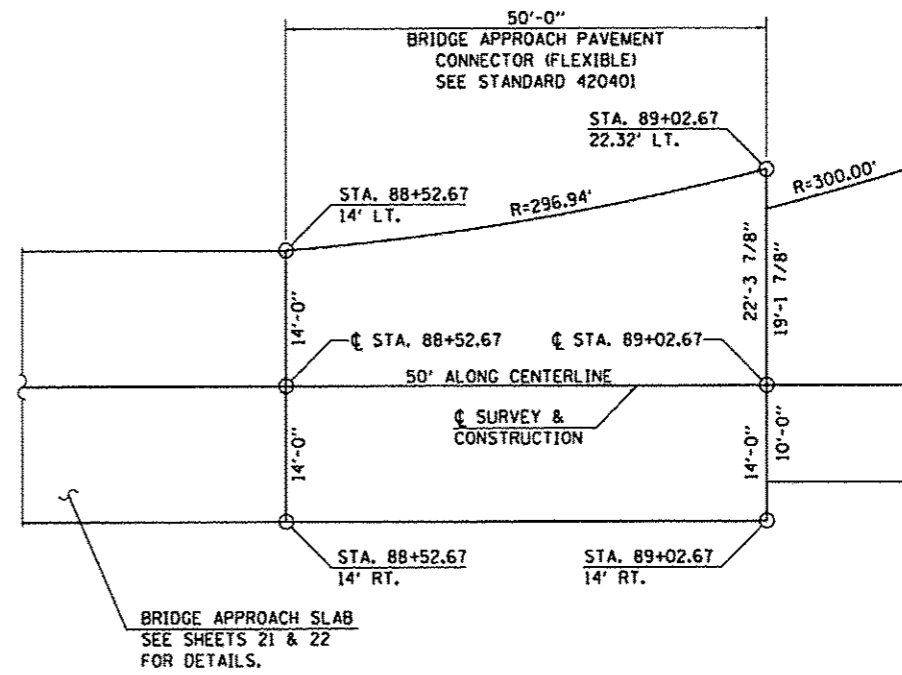 50'-0"
BRIDGE APPROACH PAVEMENT
CONNECTOR (FLEXIBLE)
SEE STANDARD 420401
STA. 89+02.67
22.32' LT.
STA. 88+52.67
14' LT.
R=296.94'
R=300.00'
14'-0"
22'-3 7/8"
19'-1 7/8"
℄ STA. 88+52.67
℄ STA. 89+02.67
50' ALONG CENTERLINE
℄ SURVEY &
CONSTRUCTION
14'-0"
14'-0"
10'-0"
STA. 88+52.67
14' RT.
STA. 89+02.67
14' RT.
BRIDGE APPROACH SLAB
SEE SHEETS 21 & 22
FOR DETAILS.